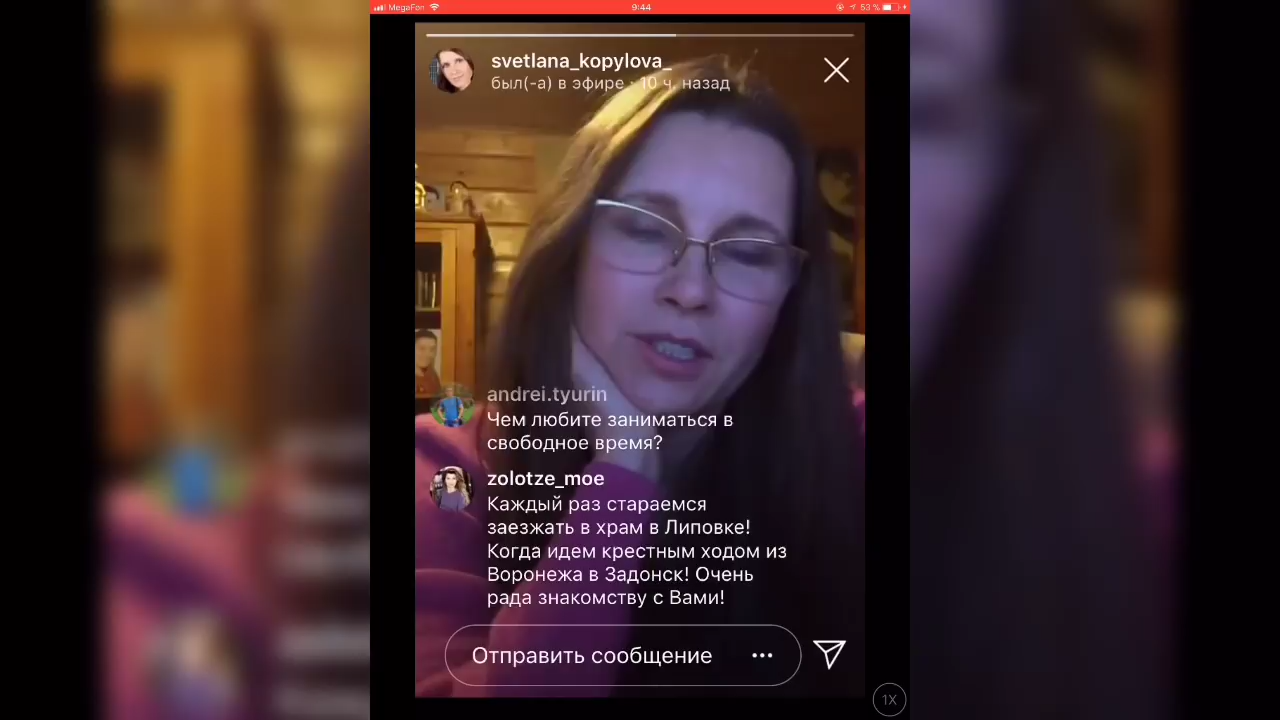 MegaFon
9:44
53 %
svetlana_kopylova_
был(-а) в эфире · 10 ч. назад
andrei.tyurin
Чем любите заниматься в
свободное время?
zolotze_moe
Каждый раз стараемся
заезжать в храм в Липовке!
Когда идем крестным ходом из
Воронежа в Задонск! Очень
рада знакомству с Вами!
Отправить сообщение
1X